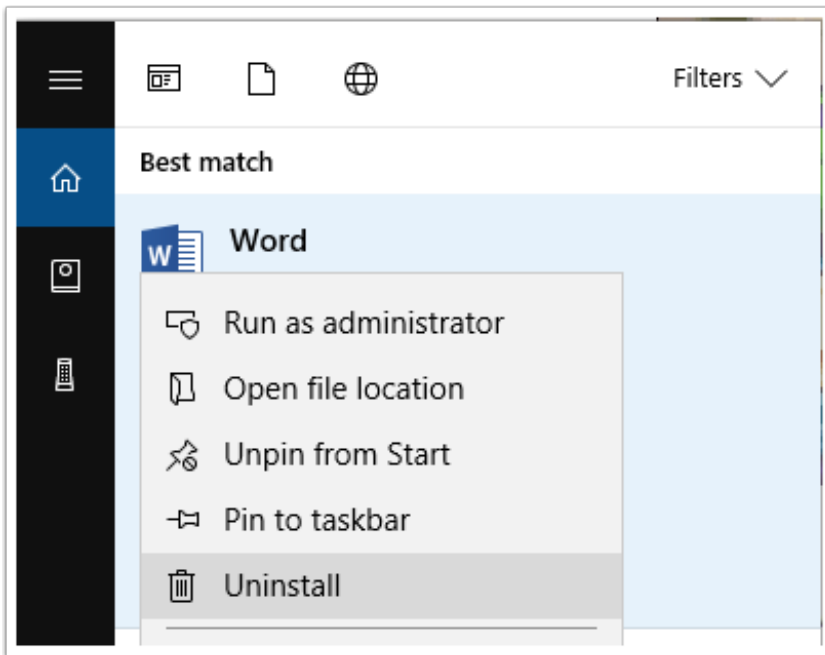 Filters
Best match
W
Word
Run as administrator
Open file location
Unpin from Start
Pin to taskbar
Uninstall